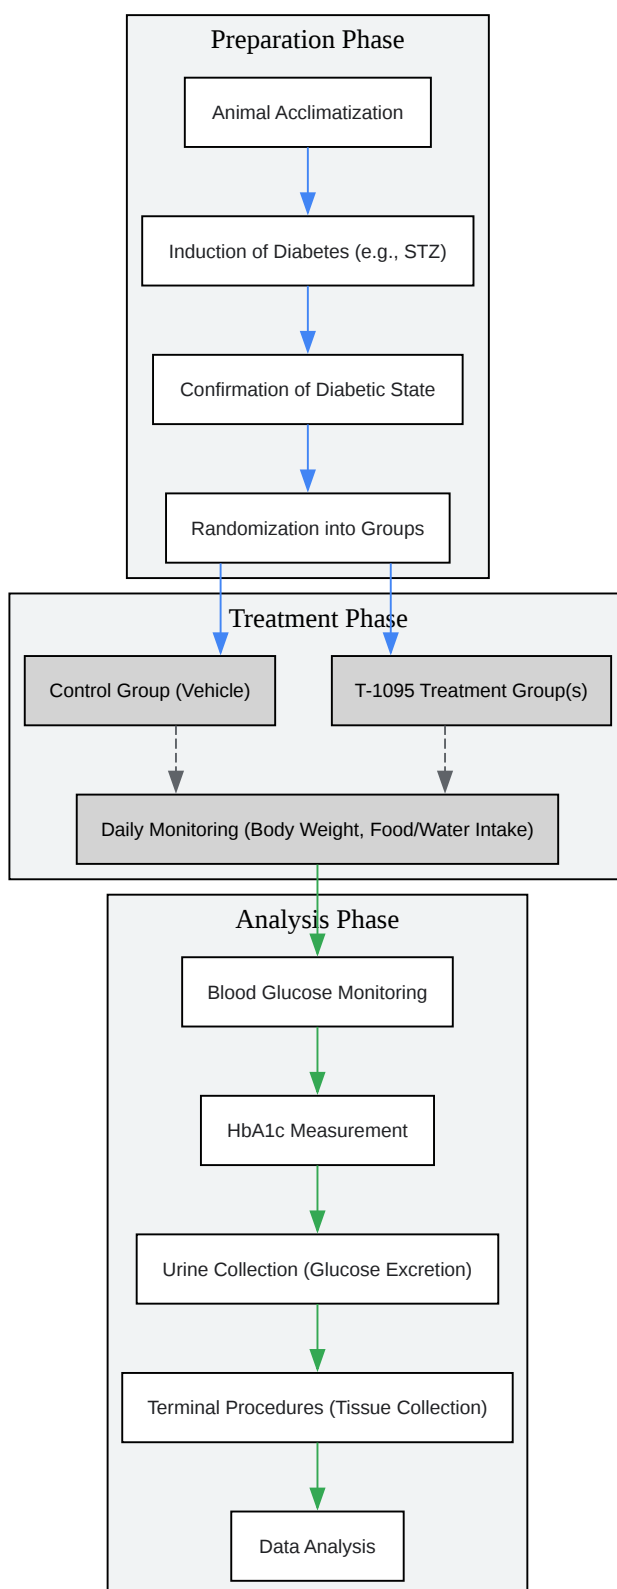 Preparation Phase
Animal Acclimatization
Induction of Diabetes (e.g., STZ)
Confirmation of Diabetic State
Randomization into Groups
Treatment Phase
Control Group (Vehicle)
T-1095 Treatment Group(s)
Daily Monitoring (Body Weight, Food/Water Intake)
Analysis Phase
Blood Glucose Monitoring
HbA1c Measurement
Urine Collection (Glucose Excretion)
Terminal Procedures (Tissue Collection)
Data Analysis